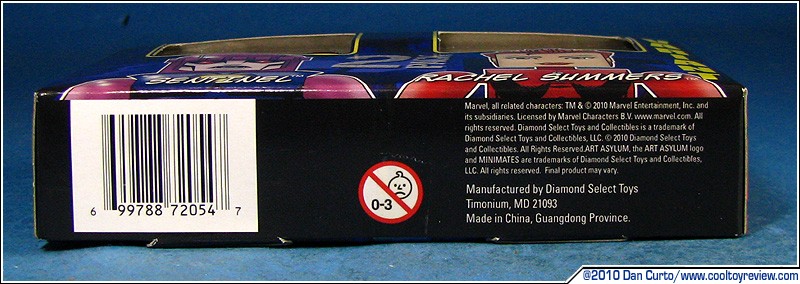 SENTINEL™
RACHEL SUMMERS™
Marvel, all related characters: TM & © 2010 Marvel Entertainment, Inc. and
its subsidiaries. Licensed by Marvel Characters B.V. www.marvel.com. All
rights reserved. Diamond Select Toys and Collectibles is a trademark of
Diamond Select Toys and Collectibles, LLC. © 2010 Diamond Select Toys
and Collectibles. All Rights Reserved.ART ASYLUM, the ART ASYLUM logo
and MINIMATES are trademarks of Diamond Select Toys and Collectibles,
LLC. All rights reserved. Final product may vary.
0-3
Manufactured by Diamond Select Toys
Timonium, MD 21093
Made in China, Guangdong Province.
6 99788 72054 7
©2010 Dan Curto/www.cooltoyreview.com